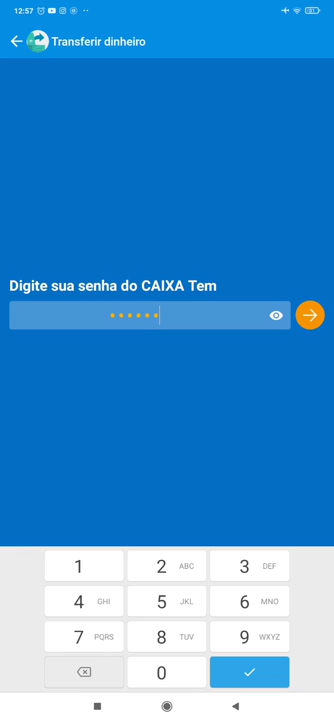 12:57
Transferir dinheiro
Digite sua senha do CAIXA Tem
1
2 ABC
3 DEF
4 GHI
5 JKL
6 MNO
7 PQRS
8 TUV
9 WXYZ
0